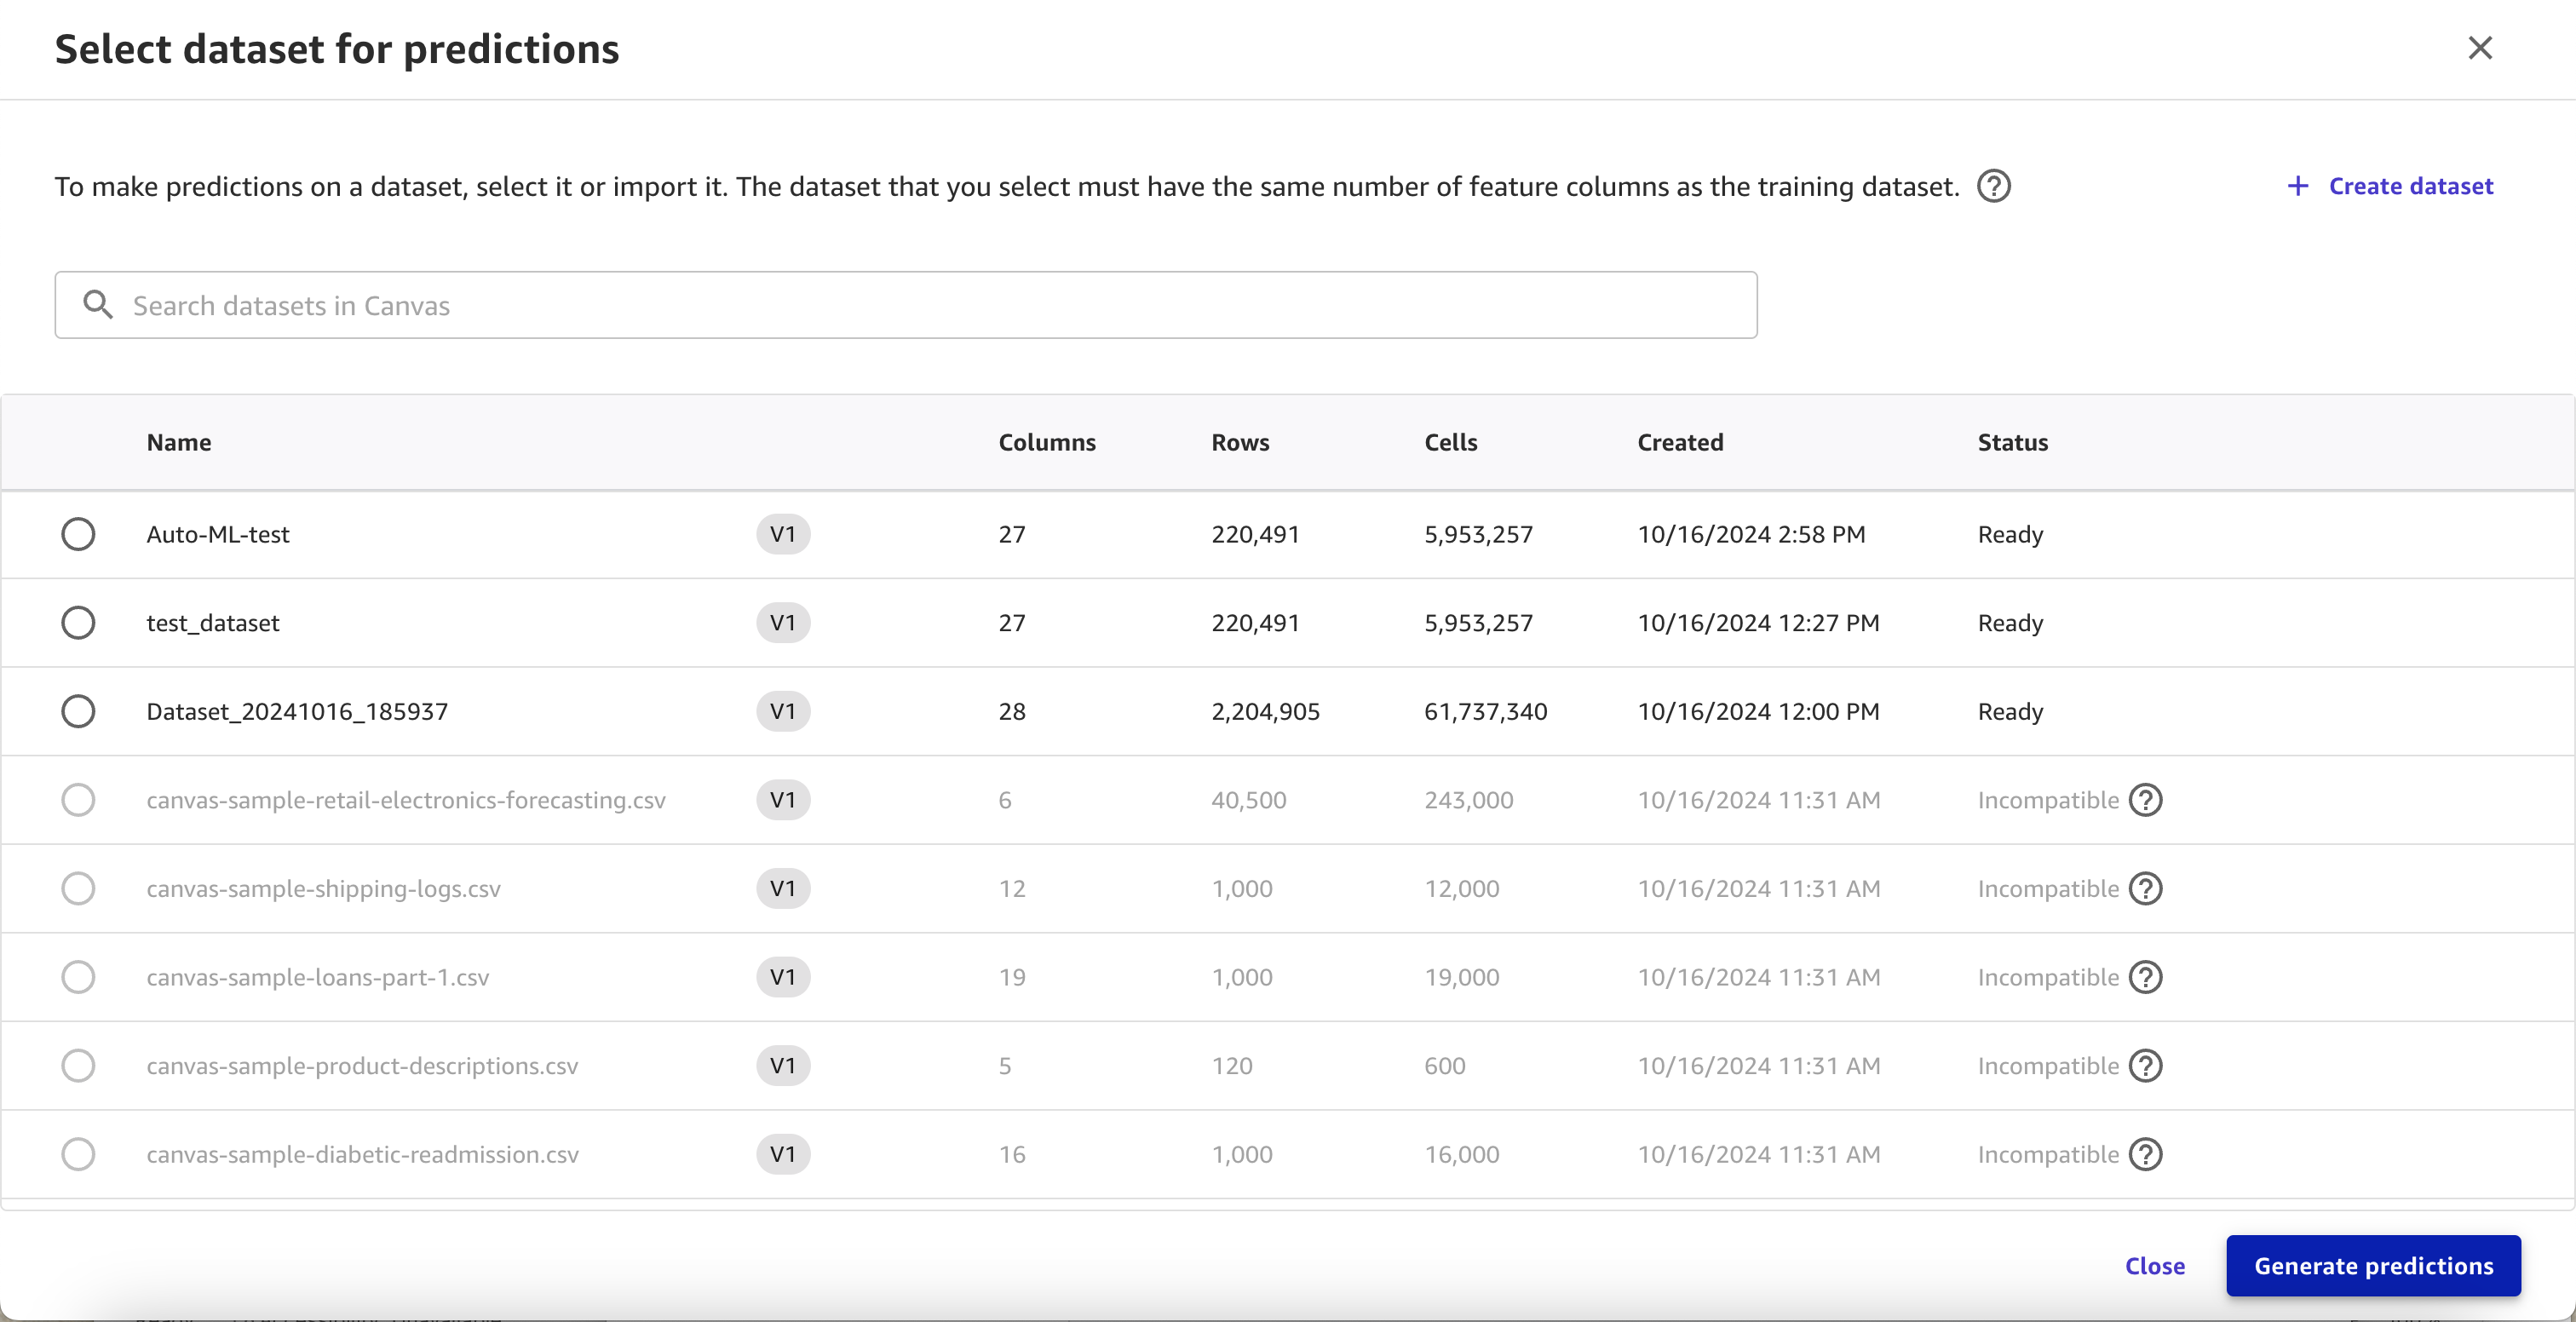 Select dataset for predictions
To make predictions on a dataset, select it or import it. The dataset that you select must have the same number of feature columns as the training dataset.
+ Create dataset
Search datasets in Canvas
Name Columns Rows Cells Created Status
Auto-ML-test V1 27 220,491 5,953,257 10/16/2024 2:58 PM Ready
test_dataset V1 27 220,491 5,953,257 10/16/2024 12:27 PM Ready
Dataset_20241016_185937 V1 28 2,204,905 61,737,340 10/16/2024 12:00 PM Ready
canvas-sample-retail-electronics-forecasting.csv V1 6 40,500 243,000 10/16/2024 11:31 AM Incompatible
canvas-sample-shipping-logs.csv V1 12 1,000 12,000 10/16/2024 11:31 AM Incompatible
canvas-sample-loans-part-1.csv V1 19 1,000 19,000 10/16/2024 11:31 AM Incompatible
canvas-sample-product-descriptions.csv V1 5 120 600 10/16/2024 11:31 AM Incompatible
canvas-sample-diabetic-readmission.csv V1 16 1,000 16,000 10/16/2024 11:31 AM Incompatible
Close Generate predictions